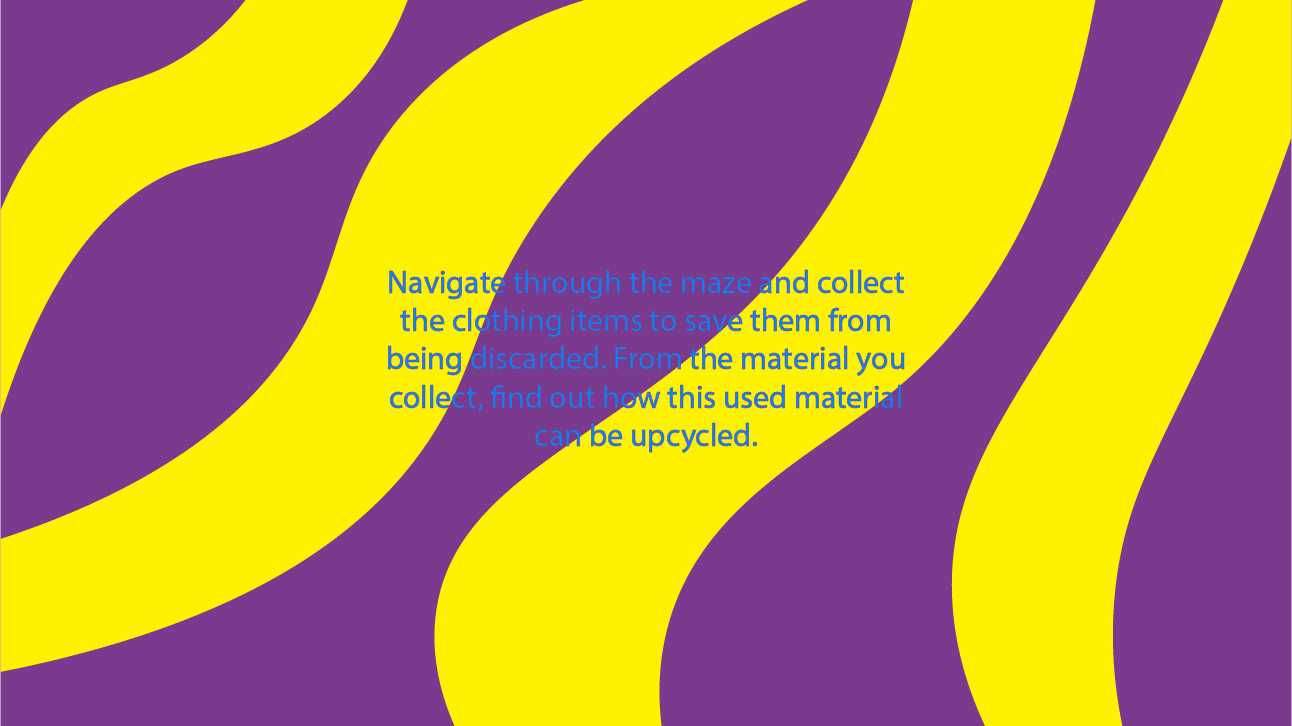 Navigate through the maze and collect
the clothing items to save them from
being discarded. From the material you
collect, find out how this used material
can be upcycled.